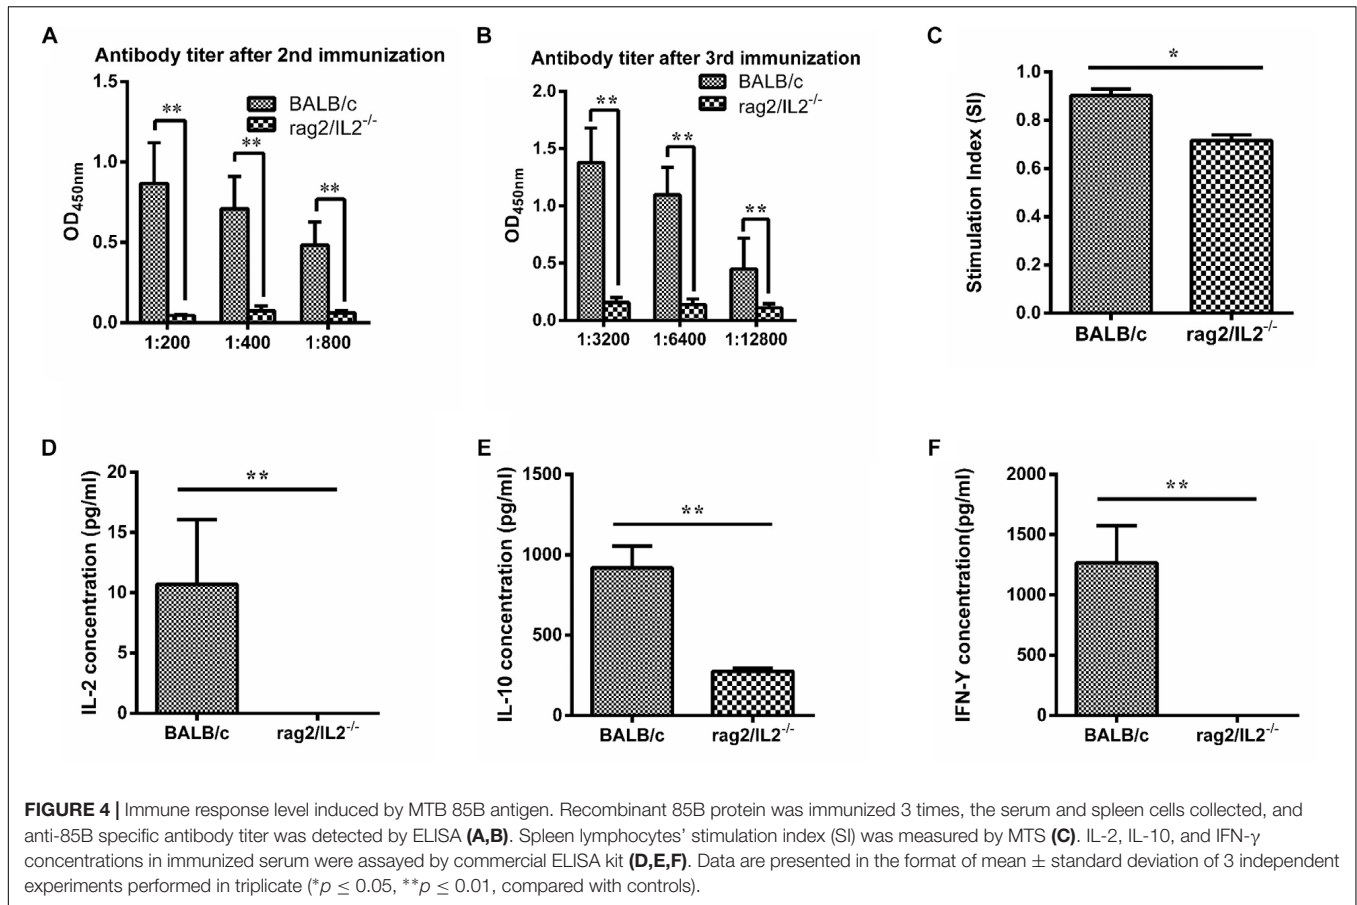 A
Antibody titer after 2nd immunization
BALB/c
rag2/IL2-/-
OD450nm
1.5
1.0
0.5
0.0
**
**
**
1:200 1:400 1:800
B
Antibody titer after 3rd immunization
BALB/c
rag2/IL2-/-
OD450nm
2.0
1.5
1.0
0.5
0.0
**
**
**
1:3200 1:6400 1:12800
C
*
Stimulation Index (SI)
1.0
0.8
0.6
0.4
0.2
0.0
BALB/c rag2/IL2-/-
D
**
IL-2 concentration (pg/ml)
20
15
10
5
0
BALB/c rag2/IL2-/-
E
**
IL-10 concentration (pg/ml)
1500
1000
500
0
BALB/c rag2/IL2-/-
F
**
IFN-Y concentration(pg/ml)
2000
1500
1000
500
0
BALB/c rag2/IL2-/-
FIGURE 4 | Immune response level induced by MTB 85B antigen. Recombinant 85B protein was immunized 3 times, the serum and spleen cells collected, and
anti-85B specific antibody titer was detected by ELISA (A,B). Spleen lymphocytes' stimulation index (SI) was measured by MTS (C). IL-2, IL-10, and IFN-γ
concentrations in immunized serum were assayed by commercial ELISA kit (D,E,F). Data are presented in the format of mean ± standard deviation of 3 independent
experiments performed in triplicate (*p ≤ 0.05, **p ≤ 0.01, compared with controls).